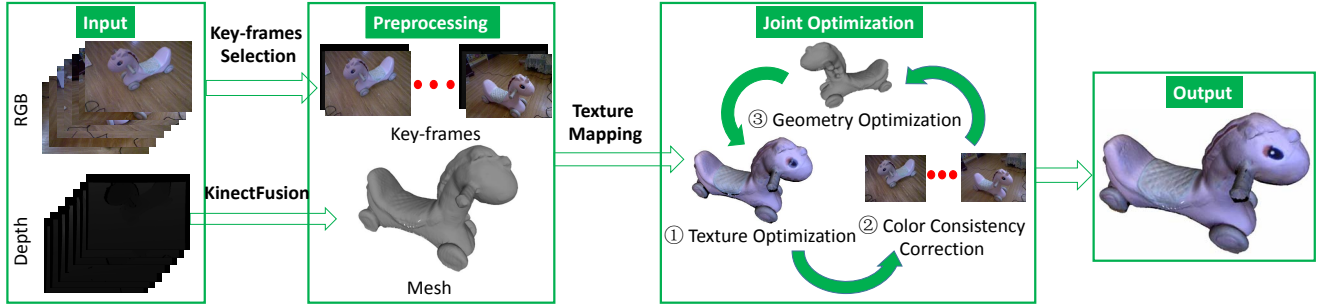 Input
RGB
Depth
Key-frames
Selection
KinectFusion
Preprocessing
Key-frames
Mesh
Texture
Mapping
Joint Optimization
③ Geometry Optimization
① Texture Optimization
② Color Consistency
Correction
Output